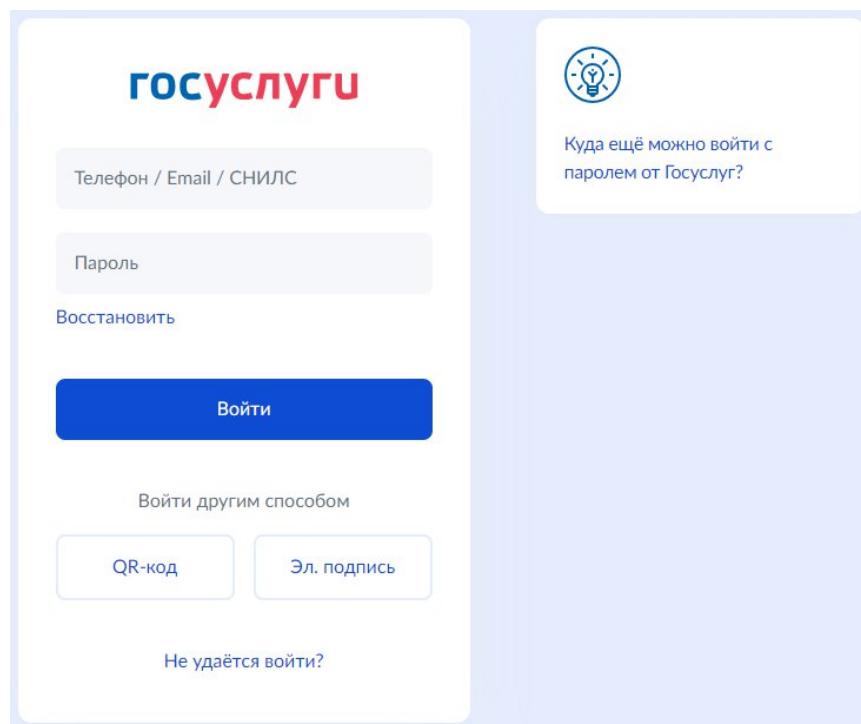 госуслуги
Телефон / Email / СНИЛС
Пароль
Восстановить
Войти
Войти другим способом
QR-код
Эл. подпись
Не удаётся войти?
Куда ещё можно войти с
паролем от Госуслуг?